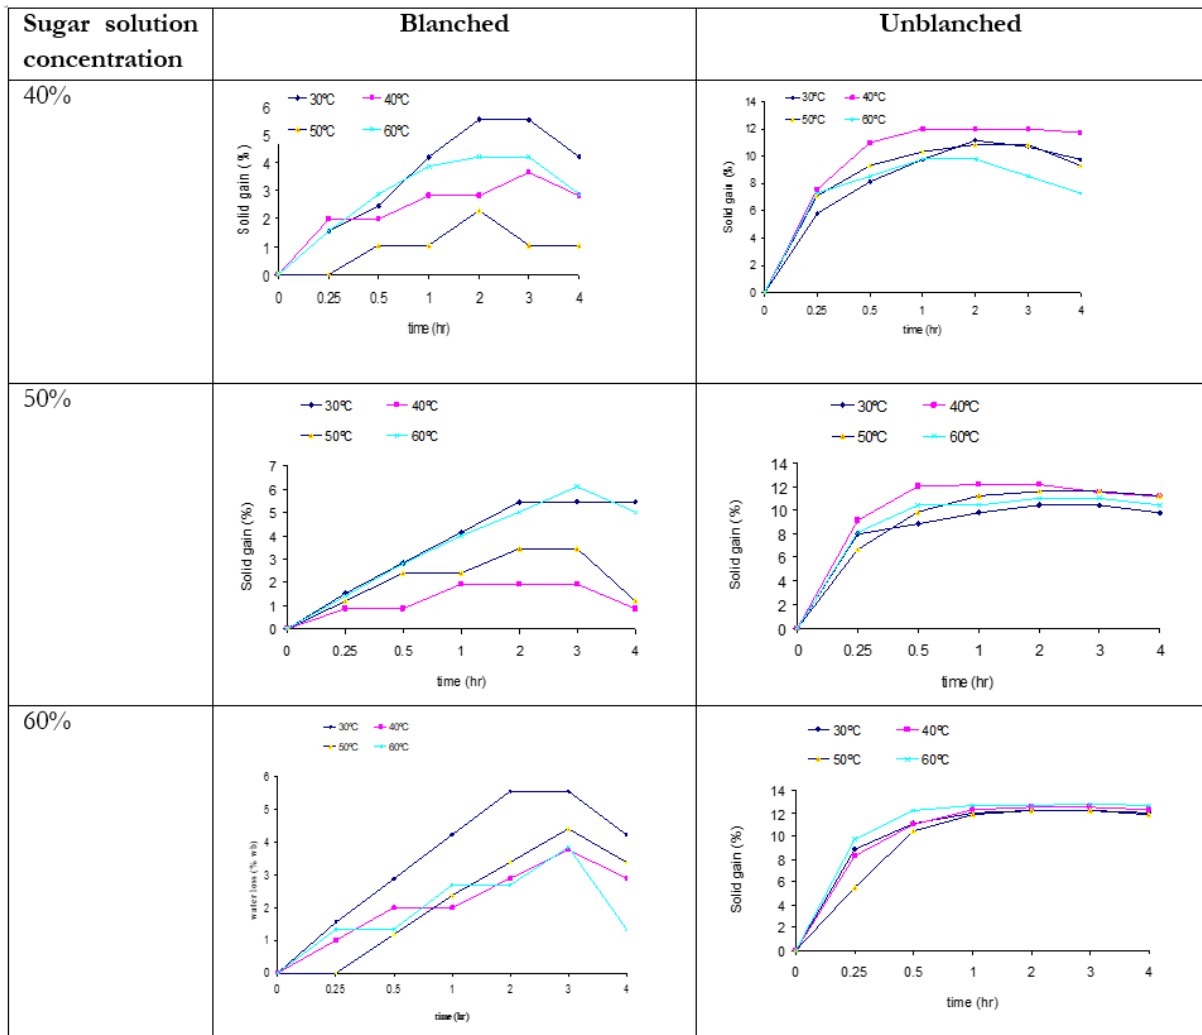 Sugar solution concentration
Blanched
Unblanched
40%
30ºC
40ºC
50ºC
60ºC
Solid gain (%)
6
5
4
3
2
1
0
0 0.25 0.5 1 2 3 4
time (hr)
30ºC
40ºC
50ºC
60ºC
Solid gain (%)
14
12
10
8
6
4
2
0
0 0.25 0.5 1 2 3 4
time (hr)
50%
30ºC
40ºC
50ºC
60ºC
Solid gain (%)
7
6
5
4
3
2
1
0
0 0.25 0.5 1 2 3 4
time (hr)
30ºC
40ºC
50ºC
60ºC
Solid gain (%)
14
12
10
8
6
4
2
0
0 0.25 0.5 1 2 3 4
time (hr)
60%
30ºC
40ºC
50ºC
60ºC
water loss (% wb)
6
5
4
3
2
1
0
0 0.25 0.5 1 2 3 4
time (hr)
30ºC
40ºC
50ºC
60ºC
Solid gain (%)
14
12
10
8
6
4
2
0
0 0.25 0.5 1 2 3 4
time (hr)